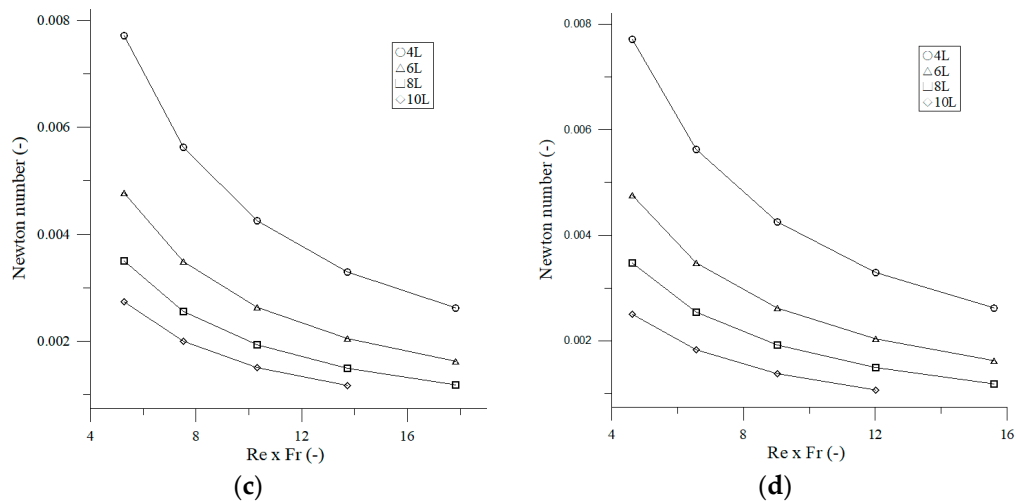 0.008
0.006
0.004
0.002
Newton number (-)
4L
6L
8L
10L
4
8
12
16
Re x Fr (-)
(c)
0.008
0.006
0.004
0.002
Newton number (-)
4L
6L
8L
10L
4
8
12
16
Re x Fr (-)
(d)